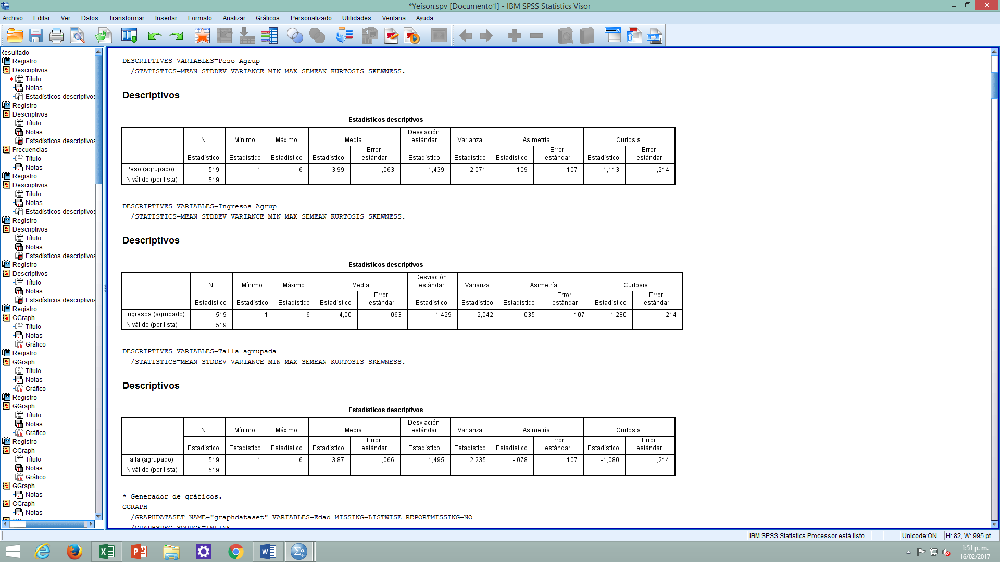 *Yeison.spv [Documento1] - IBM SPSS Statistics Visor
Archivo Editar Ver Datos Transformar Insertar Formato Analizar Gráficos Personalizado Utilidades Ventana Ayuda
Resultado
Registro
Descriptivos
Título
Notas
Estadísticos descriptivos
Registro
Descriptivos
Título
Notas
Estadísticos descriptivos
Frecuencias
Título
Notas
Registro
Descriptivos
Título
Notas
Estadísticos descriptivos
Registro
Descriptivos
Título
Notas
Estadísticos descriptivos
Registro
Descriptivos
Título
Notas
Estadísticos descriptivos
Registro
GGraph
Título
Notas
Gráfico
Registro
GGraph
Título
Notas
Gráfico
Registro
GGraph
Título
Notas
Gráfico
Registro
GGraph
Título
Notas
Gráfico
GGraph
Notas
GGraph
Notas
DESCRIPTIVES VARIABLES=Peso_Agrup
/STATISTICS=MEAN STDDEV VARIANCE MIN MAX SEMEAN KURTOSIS SKEWNESS.
Descriptivos
Estadísticos descriptivos
N Mínimo Máximo Media Desviación estándar Varianza Asimetría Curtosis
Estadístico Estadístico Estadístico Estadístico Error estándar Estadístico Estadístico Estadístico Error estándar Estadístico Error estándar
Peso (agrupado) 519 1 6 3,99 ,063 1,439 2,071 -,109 ,107 -1,113 ,214
N válido (por lista) 519
DESCRIPTIVES VARIABLES=Ingresos_Agrup
/STATISTICS=MEAN STDDEV VARIANCE MIN MAX SEMEAN KURTOSIS SKEWNESS.
Descriptivos
Estadísticos descriptivos
N Mínimo Máximo Media Desviación estándar Varianza Asimetría Curtosis
Estadístico Estadístico Estadístico Estadístico Error estándar Estadístico Estadístico Estadístico Error estándar Estadístico Error estándar
Ingresos (agrupado) 519 1 6 4,00 ,063 1,429 2,042 -,035 ,107 -1,280 ,214
N válido (por lista) 519
DESCRIPTIVES VARIABLES=Talla_agrupada
/STATISTICS=MEAN STDDEV VARIANCE MIN MAX SEMEAN KURTOSIS SKEWNESS.
Descriptivos
Estadísticos descriptivos
N Mínimo Máximo Media Desviación estándar Varianza Asimetría Curtosis
Estadístico Estadístico Estadístico Estadístico Error estándar Estadístico Estadístico Estadístico Error estándar Estadístico Error estándar
Talla (agrupado) 519 1 6 3,87 ,066 1,495 2,235 -,078 ,107 -1,080 ,214
N válido (por lista) 519
* Generador de gráficos.
GGRAPH
/GRAPHDATASET NAME="graphdataset" VARIABLES=Edad MISSING=LISTWISE REPORTMISSING=NO
/GRAPHSPEC SOURCE=INLINE
IBM SPSS Statistics Processor está listo Unicode:ON H: 82, W: 995 pt.
1:51 p. m.
16/02/2017